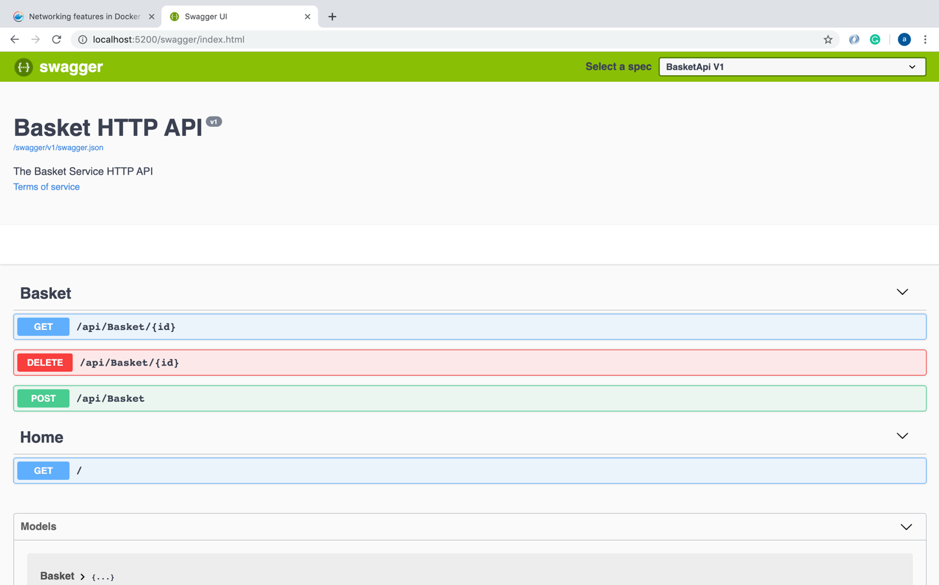 Networking features in Docker
Swagger UI
localhost:5200/swagger/index.html
a
swagger
Select a spec
BasketApi V1
Basket HTTP API v1
/swagger/v1/swagger.json
The Basket Service HTTP API
Terms of service
Basket
GET /api/Basket/{id}
DELETE /api/Basket/{id}
POST /api/Basket
Home
GET /
Models
Basket > {...}